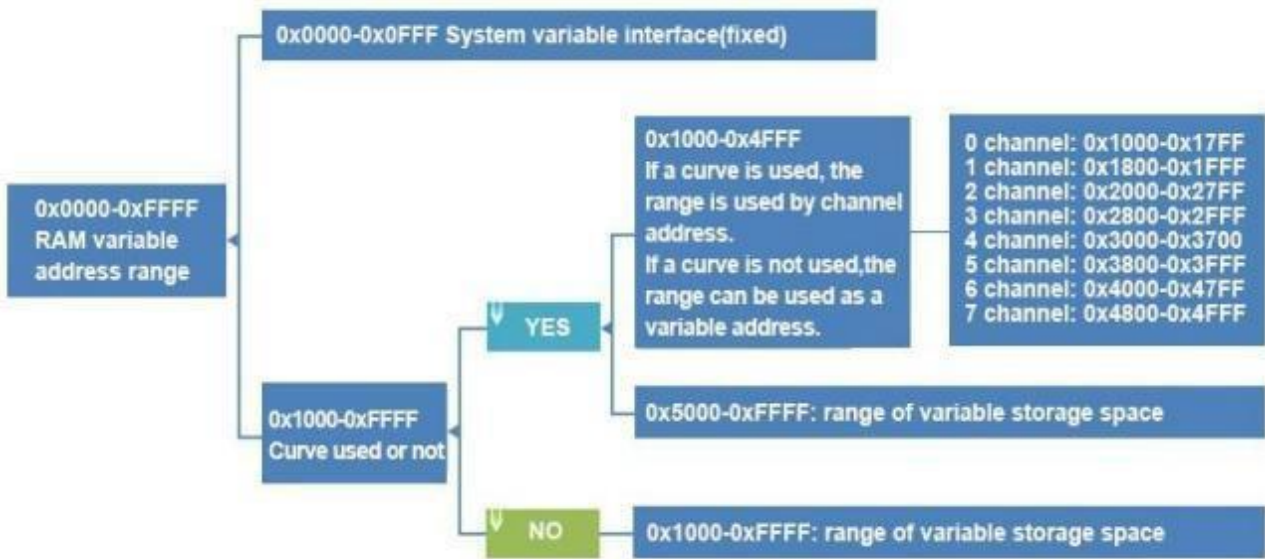 0x0000-0x0FFF System variable interface(fixed)
0x0000-0xFFFF
RAM variable
address range
0x1000-0x4FFF
If a curve is used, the
range is used by channel
address.
If a curve is not used,the
range can be used as a
variable address.
0 channel: 0x1000-0x17FF
1 channel: 0x1800-0x1FFF
2 channel: 0x2000-0x27FF
3 channel: 0x2800-0x2FFF
4 channel: 0x3000-0x3700
5 channel: 0x3800-0x3FFF
6 channel: 0x4000-0x47FF
7 channel: 0x4800-0x4FFF
YES
0x1000-0xFFFF
Curve used or not
0x5000-0xFFFF: range of variable storage space
NO
0x1000-0xFFFF: range of variable storage space